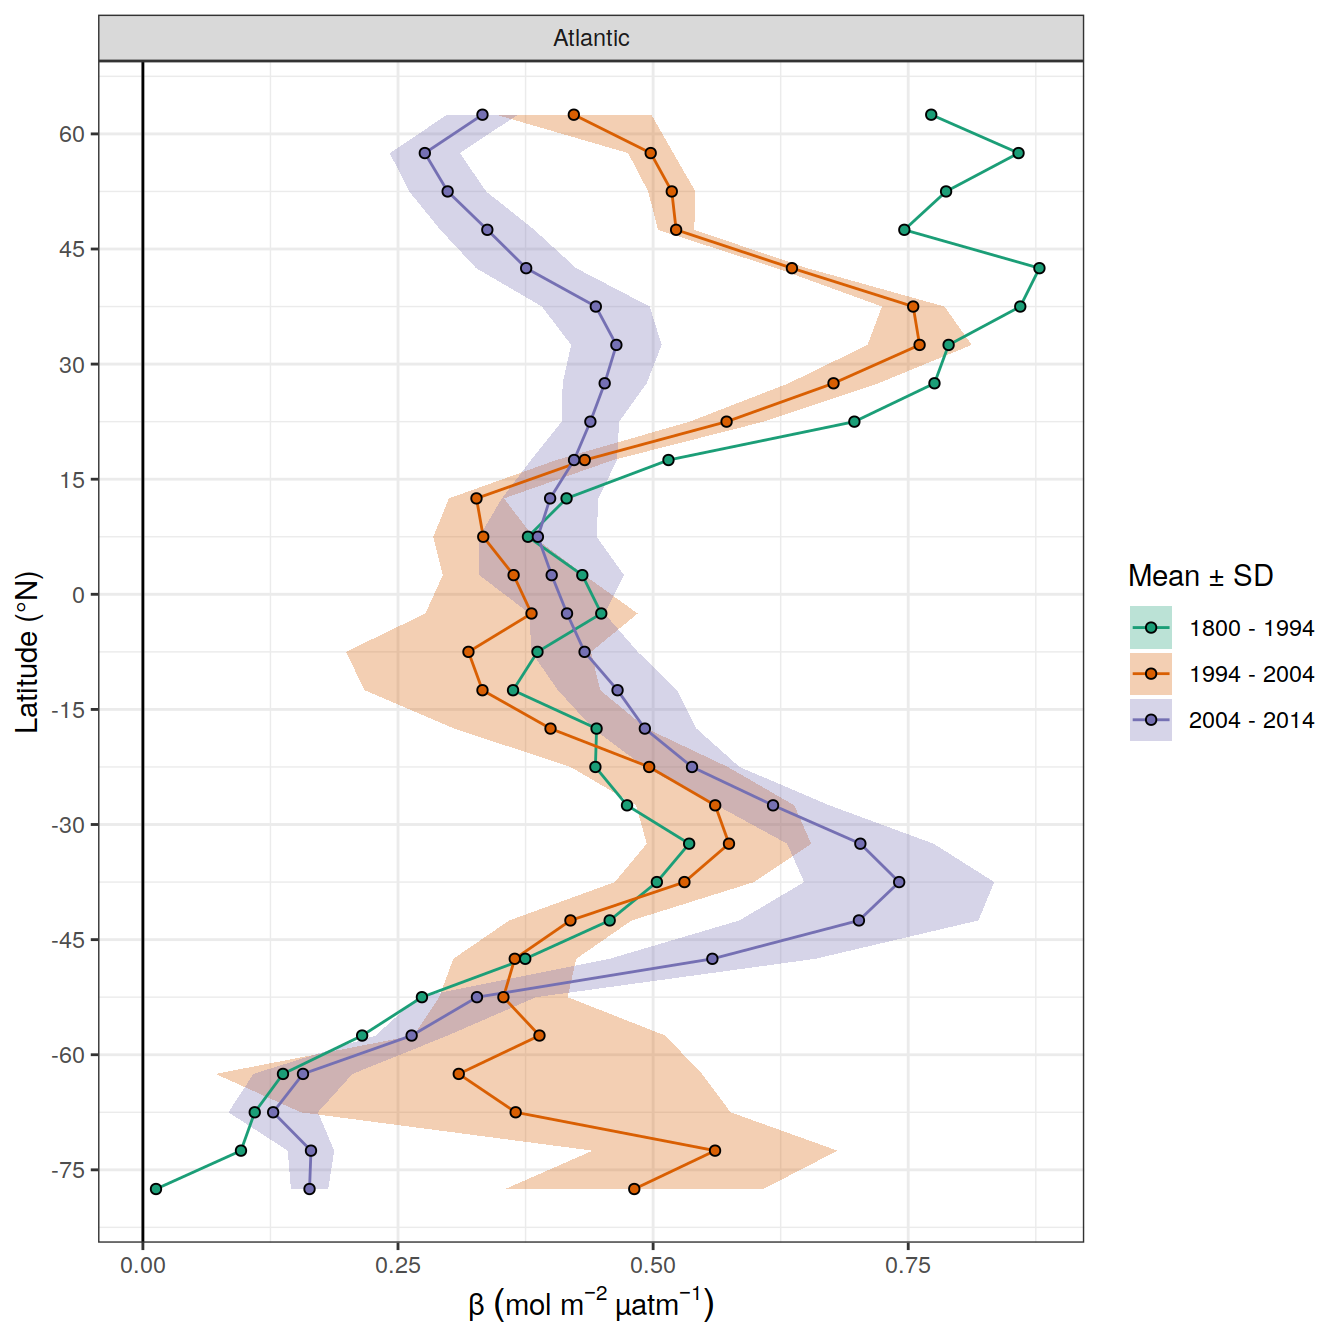 Atlantic
60
45
30
15
0
-15
-30
-45
-60
-75
Latitude (°N)
0.00 0.25 0.50 0.75
β (mol m⁻² µatm⁻¹)
Mean ± SD
1800 - 1994
1994 - 2004
2004 - 2014